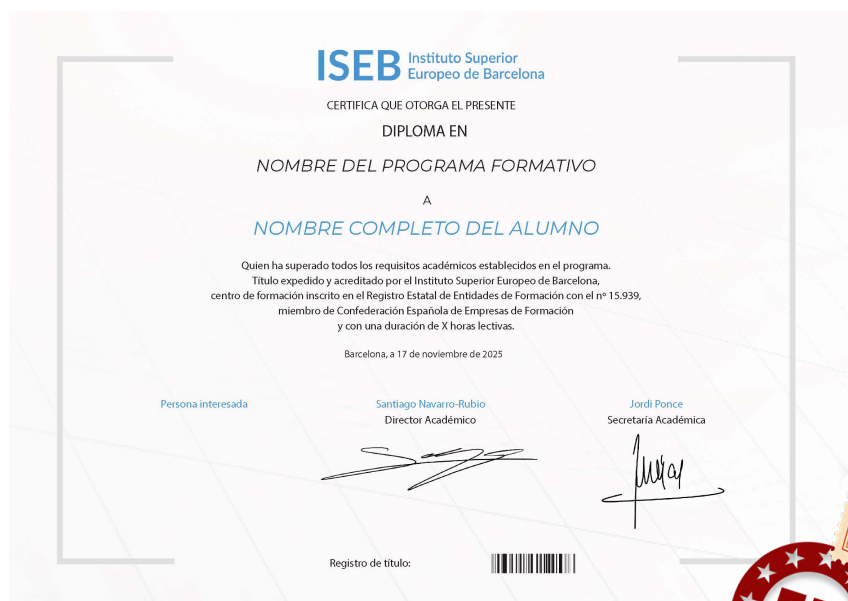 ISEB Instituto Superior
Europeo de Barcelona
CERTIFICA QUE OTORGA EL PRESENTE
DIPLOMA EN
NOMBRE DEL PROGRAMA FORMATIVO
A
NOMBRE COMPLETO DEL ALUMNO
Quien ha superado todos los requisitos académicos establecidos en el programa.
Título expedido y acreditado por el Instituto Superior Europeo de Barcelona,
centro de formación inscrito en el Registro Estatal de Entidades de Formación con el nº 15.939,
miembro de Confederación Española de Empresas de Formación
y con una duración de X horas lectivas.
Barcelona, a 17 de noviembre de 2025
Persona interesada
Santiago Navarro-Rubio
Director Académico
Jordi Ponce
Secretaría Académica
Registro de título: